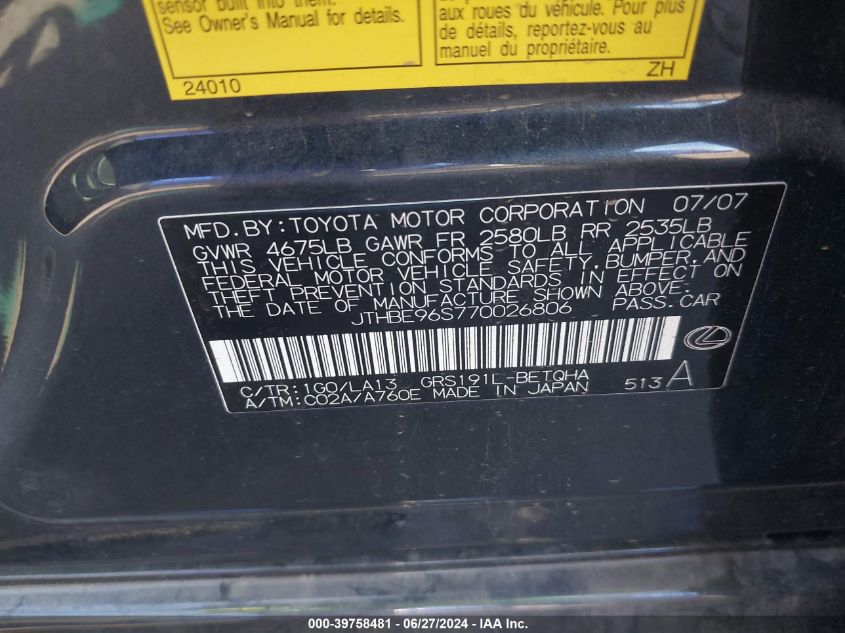 sensor built into them.
See Owner's Manual for details.
24010
aux roues du véhicule. Pour plus
de détails, reportez-vous au
manuel du propriétaire.
ZH
MFD.BY:TOYOTA MOTOR CORPORATION 07/07
GVWR 4675LB GAWR FR 2580LB RR 2535LB
THIS VEHICLE CONFORMS TO ALL APPLICABLE
FEDERAL MOTOR VEHICLE SAFETY,BUMPER,AND
THEFT PREVENTION STANDARDS IN EFFECT ON
THE DATE OF MANUFACTURE SHOWN ABOVE.
JTHBE96S770026806 PASS.CAR
C/TR:1G0/LA13 GRS191L-BETQHA
A/TM:C02A/A760E MADE IN JAPAN 513A
000-39758481 - 06/27/2024 - IAA Inc.